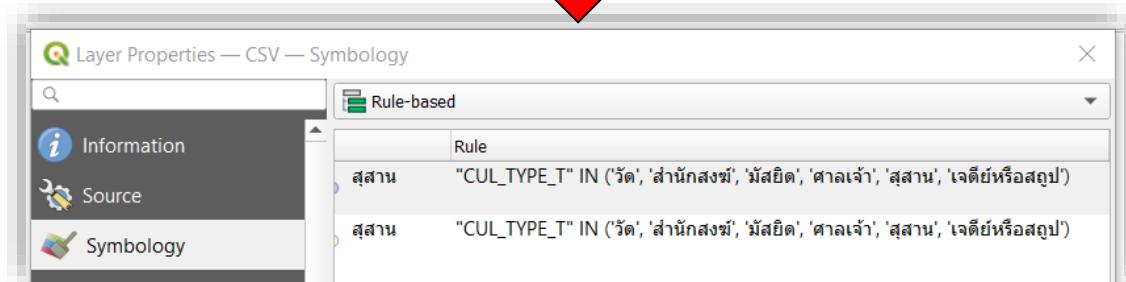 Layer Properties — CSV — Symbology
Rule-based
Information
Rule
สุสาน "CUL_TYPE_T" IN ('วัด', 'สำนักสงฆ์', 'มัสยิด', 'ศาลเจ้า', 'สุสาน', 'เจดีย์หรือสถูป')
Source
สุสาน "CUL_TYPE_T" IN ('วัด', 'สำนักสงฆ์', 'มัสยิด', 'ศาลเจ้า', 'สุสาน', 'เจดีย์หรือสถูป')
Symbology